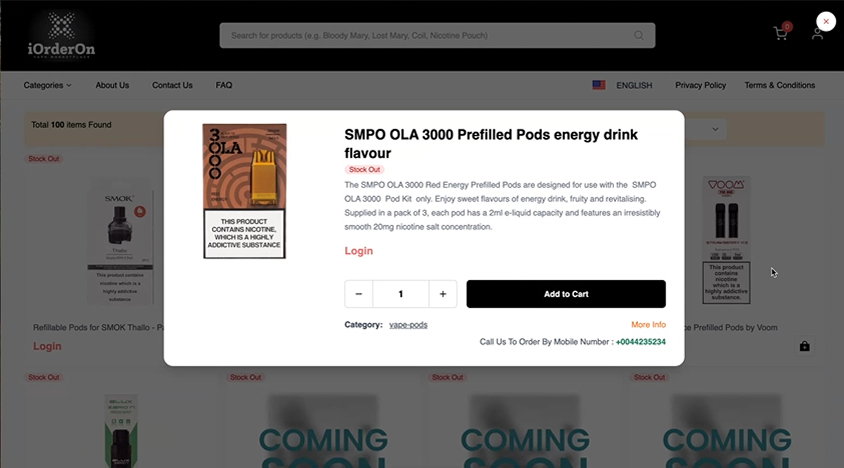 iOrderOn
Search for products (e.g. Bloody Mary, Lost Mary, Coil, Nicotine Pouch)
0
Categories About Us Contact Us FAQ ENGLISH Privacy Policy Terms & Conditions
Total 100 items Found
Stock Out
SMOK
Thallo
This product
contains nicotine
which is a highly
addictive
substance
Refillable Pods for SMOK Thallo - Pa
Login
3000
OLA
THIS PRODUCT
CONTAINS NICOTINE,
WHICH IS A HIGHLY
ADDICTIVE SUBSTANCE
SMPO OLA 3000 Prefilled Pods energy drink
flavour
Stock Out
The SMPO OLA 3000 Red Energy Prefilled Pods are designed for use with the SMPO
OLA 3000 Pod Kit only. Enjoy sweet flavours of energy drink, fruity and revitalising.
Supplied in a pack of 3, each pod has a 2ml e-liquid capacity and features an irresistibly
smooth 20mg nicotine salt concentration.
Login
− 1 + Add to Cart
Category: vape-pods More Info
Call Us To Order By Mobile Number : +0044235234
VOOM
This product
contains
nicotine
which is a highly
addictive
substance
ce Prefilled Pods by Voom
Stock Out Stock Out Stock Out Stock Out
COMING COMING COMING
SOON SOON SOON